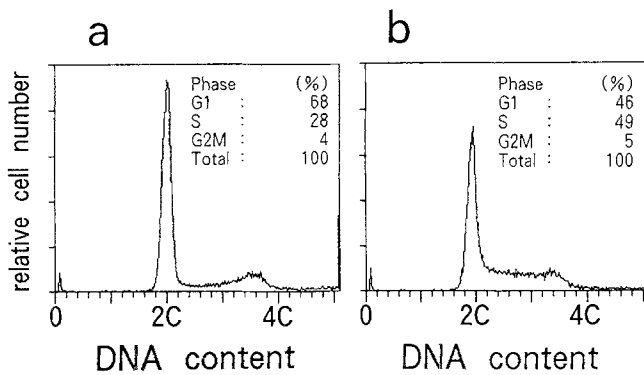 a
relative cell number
Phase (%)
G1 : 68
S : 28
G2M : 4
Total : 100
0 2C 4C
DNA content
b
Phase (%)
G1 : 46
S : 49
G2M : 5
Total : 100
0 2C 4C
DNA content